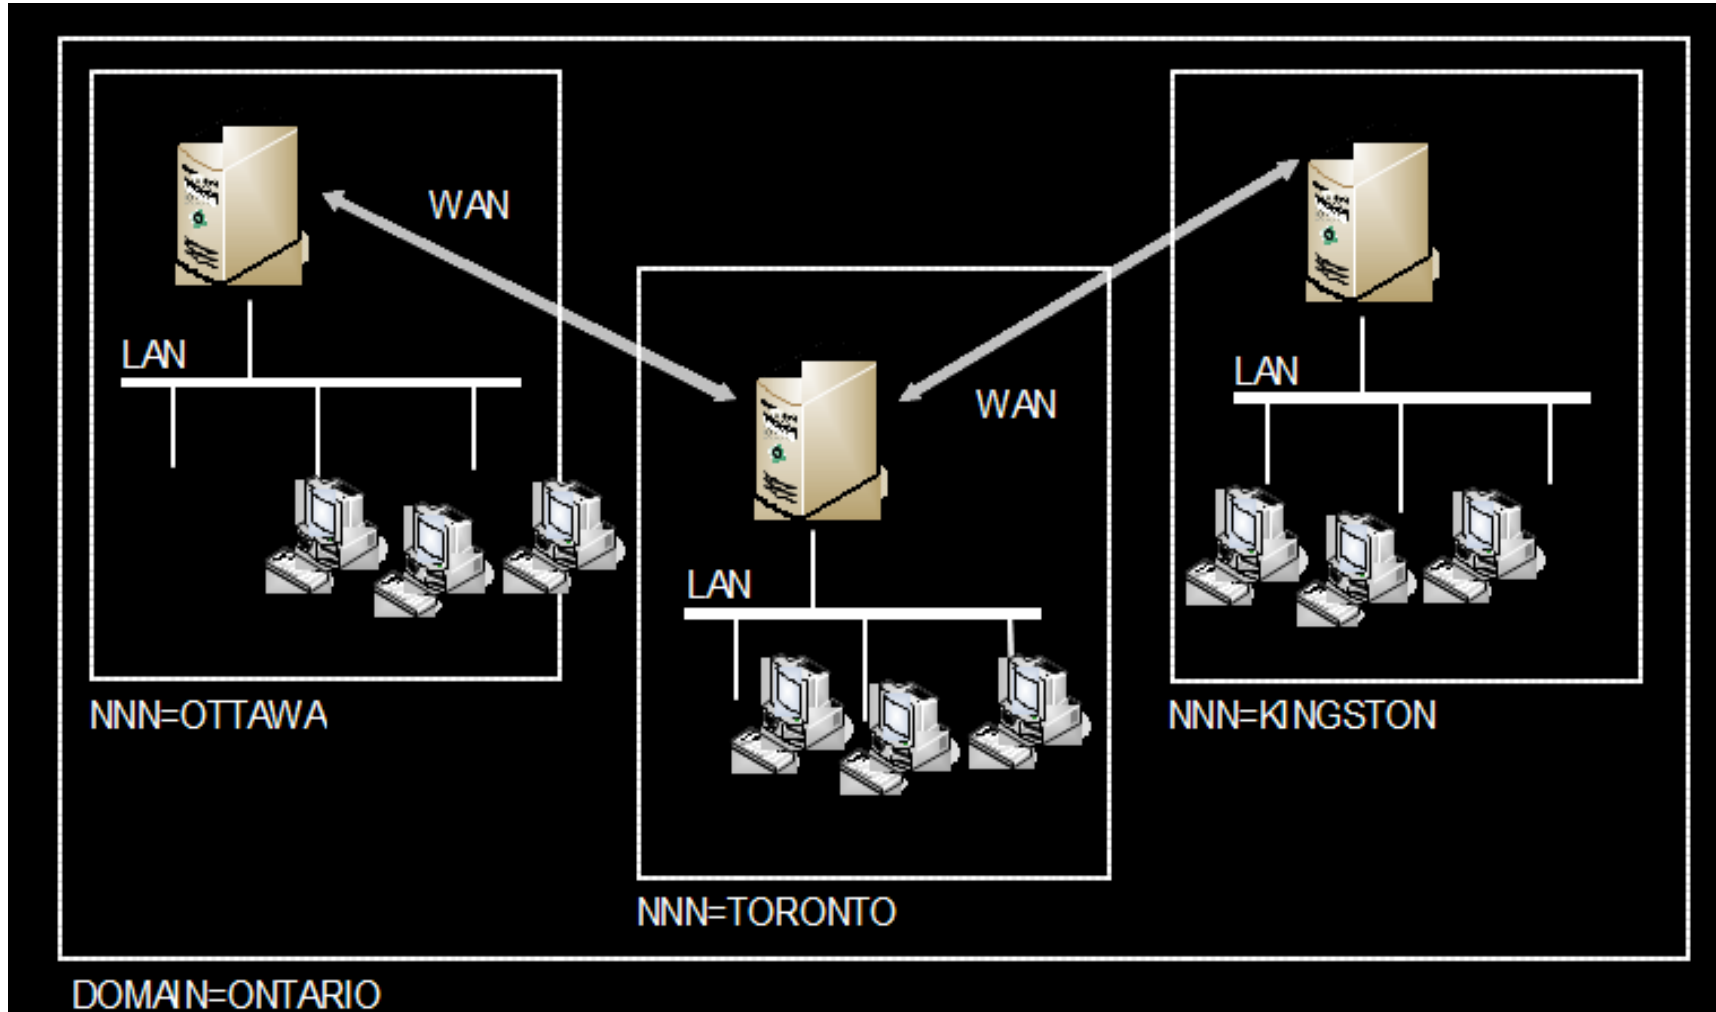 WAN
LAN
NNN=OTTAWA
LAN
WAN
NNN=TORONTO
LAN
NNN=KINGSTON
DOMAIN=ONTARIO